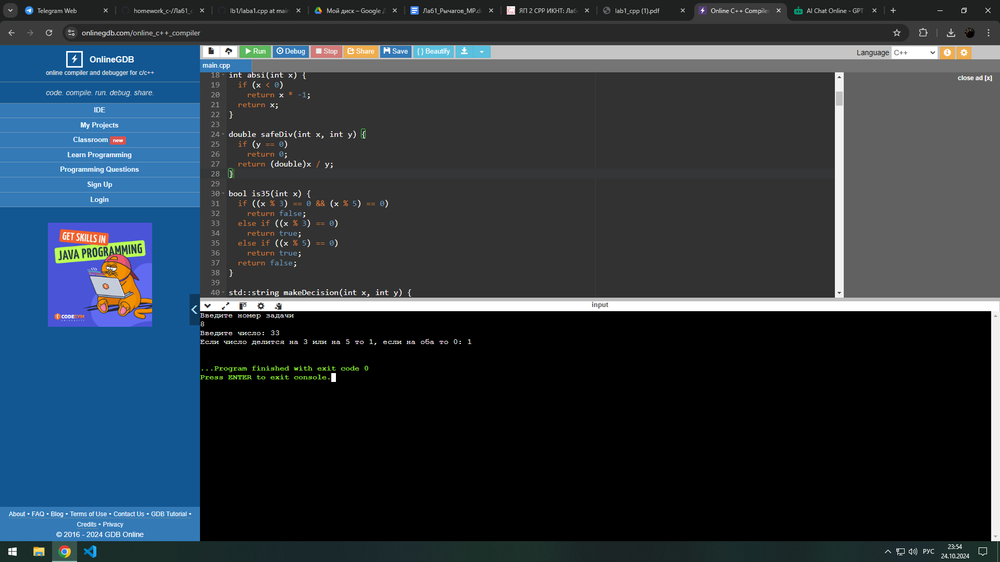 Telegram Web
homework_c-/Лаб1_c
lb1/laba1.cpp at main
Мой диск – Google Д
Лаб1_Рычагов_МР.do
ЯП 2 СРР ИКНТ: Лабо
lab1_cpp (1).pdf
Online C++ Compiler
AI Chat Online - GPT
onlinegdb.com/online_c++_compiler
OnlineGDB
online compiler and debugger for c/c++
code. compile. run. debug. share.
IDE
My Projects
Classroom new
Learn Programming
Programming Questions
Sign Up
Login
GET SKILLS IN
JAVA PROGRAMMING
CODEGYM
UNIVERSITY
About • FAQ • Blog • Terms of Use • Contact Us • GDB Tutorial •
Credits • Privacy
© 2016 - 2024 GDB Online
Run Debug Stop Share Save { } Beautify
Language C++
main.cpp
close ad [x]
18 int absi(int x) {
19 if (x < 0)
20 return x * -1;
21 return x;
22 }
23
24 double safeDiv(int x, int y) {
25 if (y == 0)
26 return 0;
27 return (double)x / y;
28 }
29
30 bool is35(int x) {
31 if ((x % 3) == 0 && (x % 5) == 0)
32 return false;
33 else if ((x % 3) == 0)
34 return true;
35 else if ((x % 5) == 0)
36 return true;
37 return false;
38 }
39
40 std::string makeDecision(int x, int y) {
input
Введите номер задачи
8
Введите число: 33
Если число делится на 3 или на 5 то 1, если на оба то 0: 1
...Program finished with exit code 0
Press ENTER to exit console.
РУС
23:54
24.10.2024